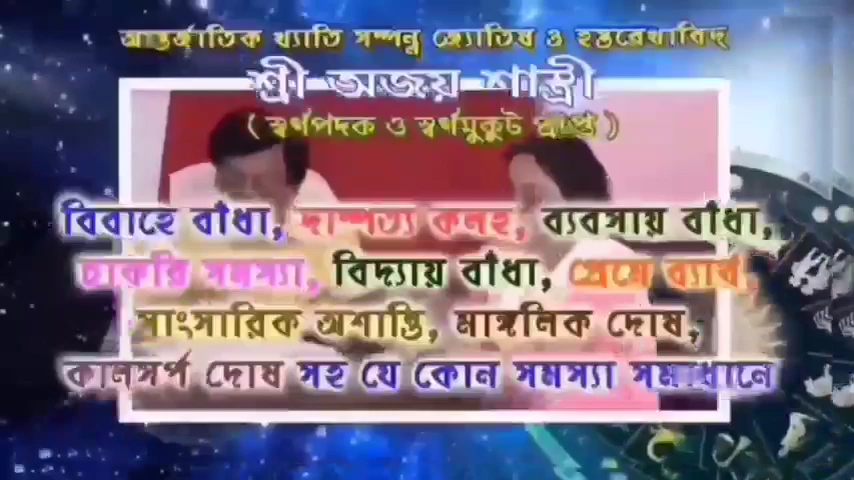 আন্তর্জাতিক খ্যাতি সম্পন্ন জ্যোতিষ ও হস্তরেখাবিদ
শ্রী অজয় শাস্ত্রী
( স্বর্ণপদক ও স্বর্ণমুকুট প্রাপ্ত )
বিবাহে বাঁধা, দাম্পত্য কলহ, ব্যবসায় বাঁধা,
চাকরি সমস্যা, বিদ্যায় বাঁধা, প্রেমে ব্যর্থ,
সাংসারিক অশান্তি, মাঙ্গলিক দোষ,
কালসর্প দোষ সহ যে কোন সমস্যা সমাধানে